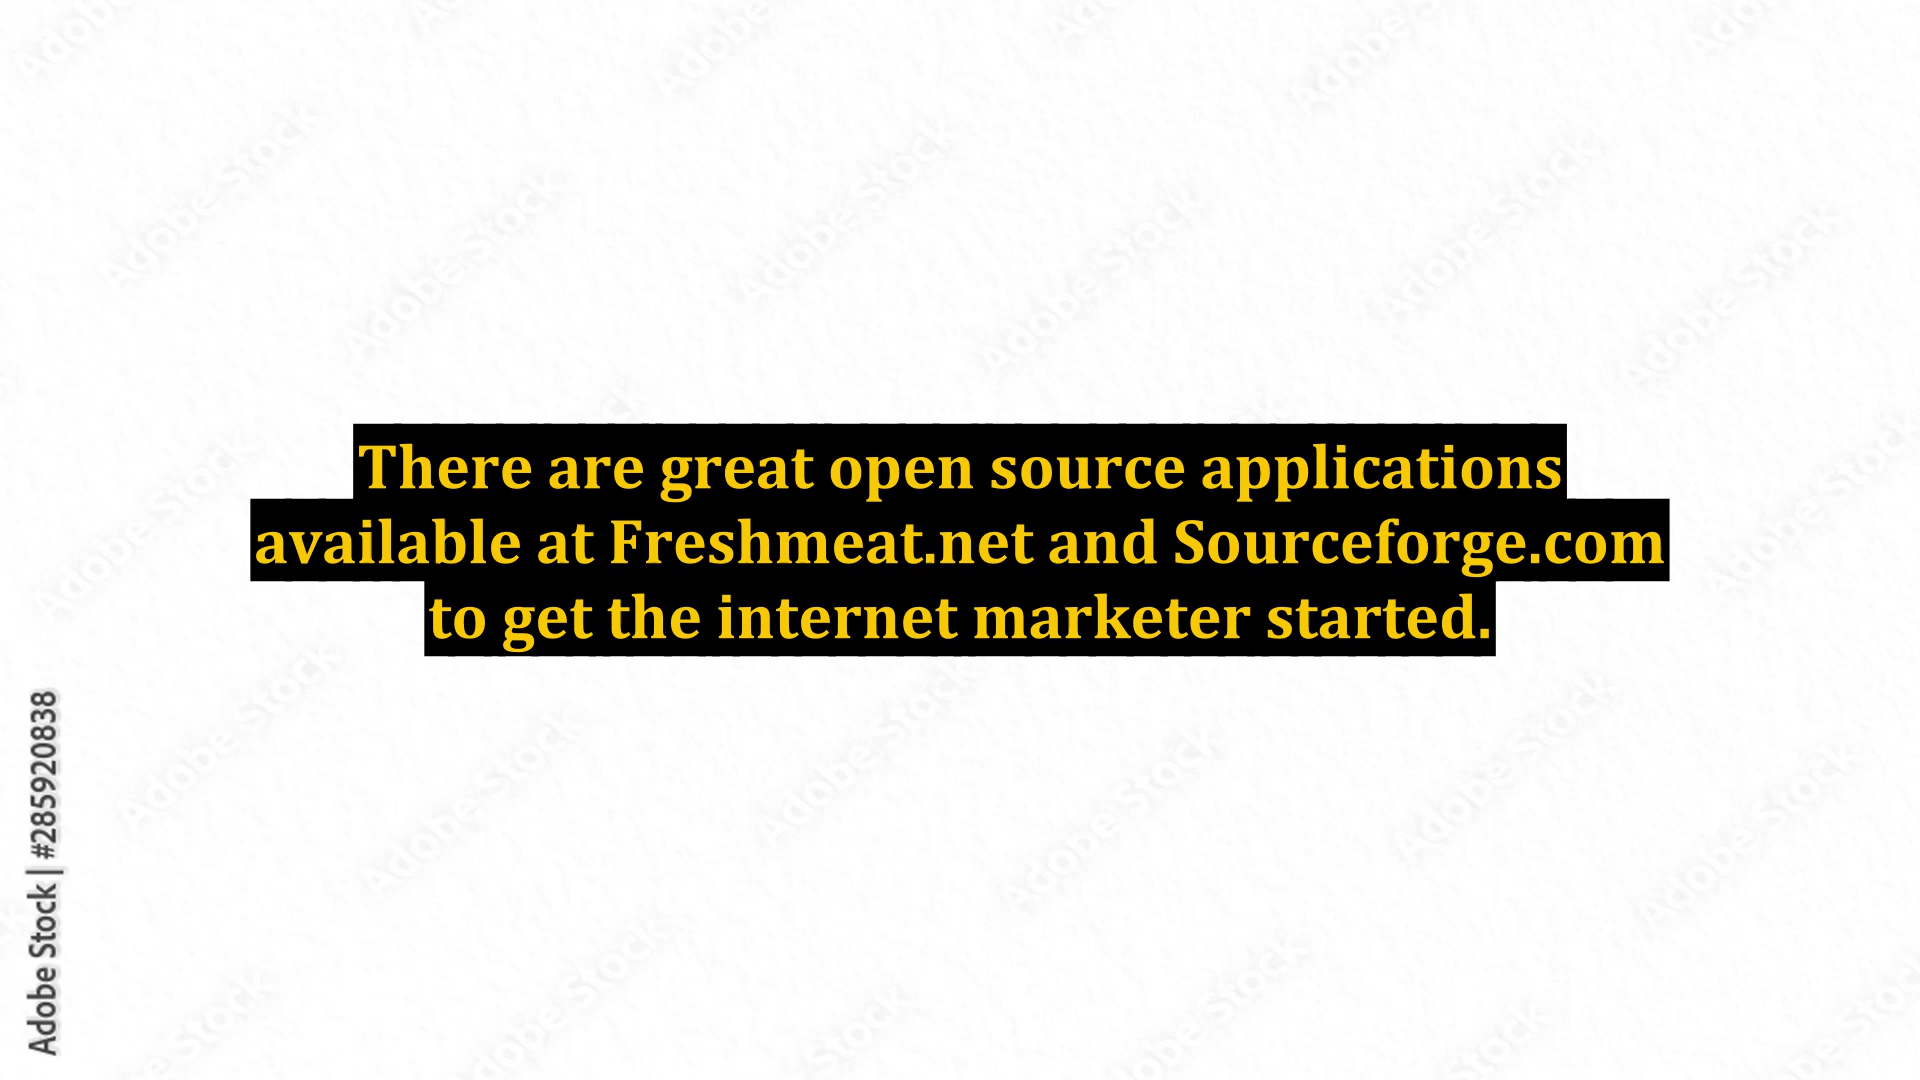 There are great open source applications
available at Freshmeat.net and Sourceforge.com
to get the internet marketer started.
Adobe Stock | #285920838